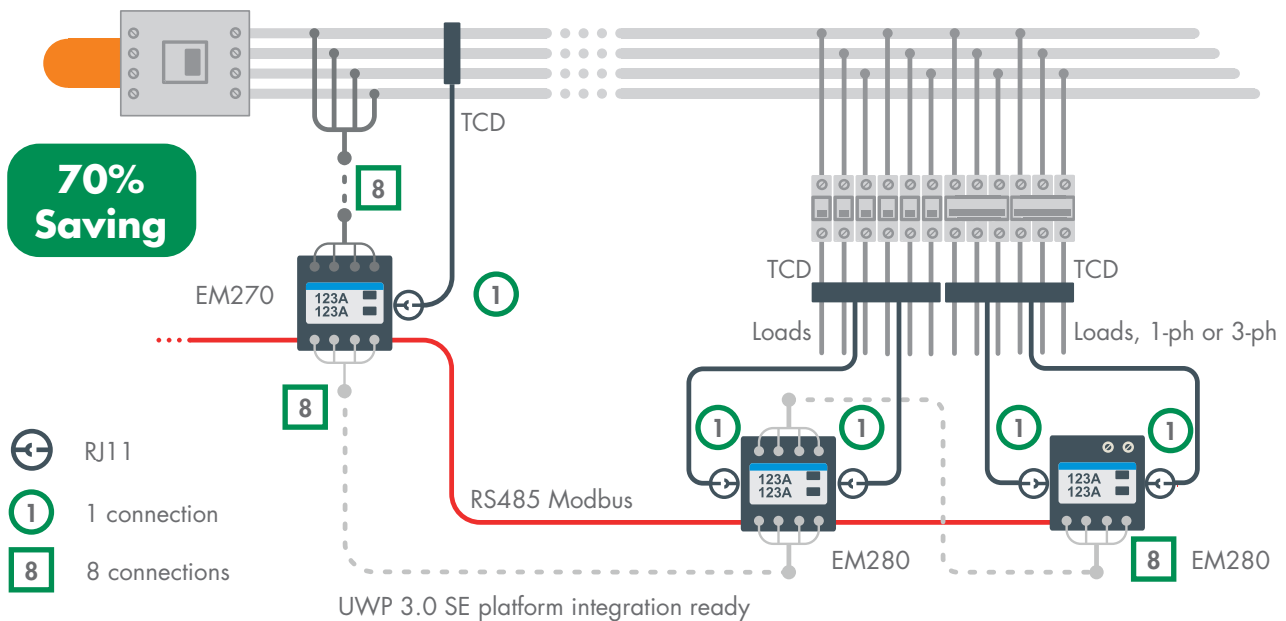 TCD
70%
Saving
8
EM270
123A
123A
1
TCD
TCD
Loads
Loads, 1-ph or 3-ph
8
1
1
1
1
RJ11
123A
123A
123A
123A
RS485 Modbus
1
1 connection
EM280
8
EM280
8
8 connections
UWP 3.0 SE platform integration ready